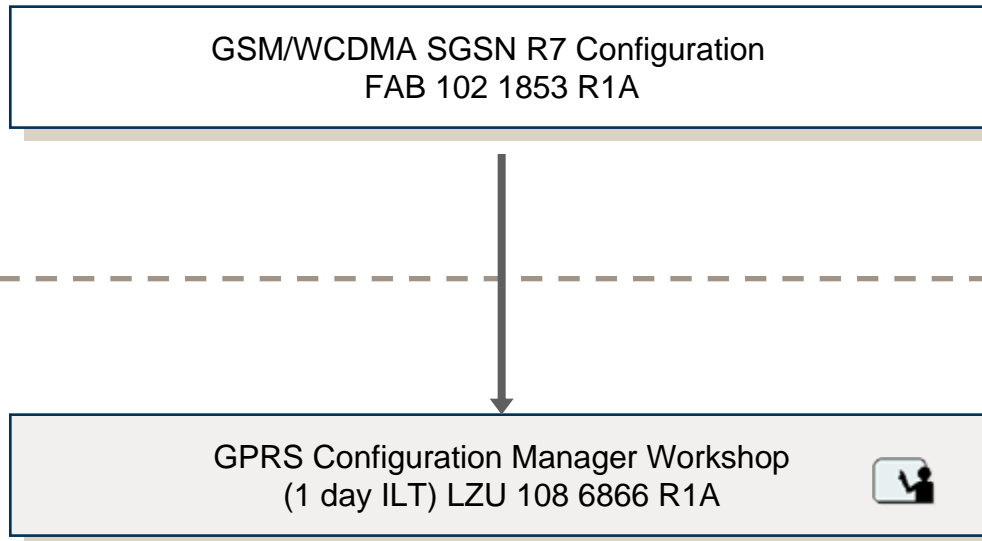 GSM/WCDMA SGSN R7 Configuration
FAB 102 1853 R1A
GPRS Configuration Manager Workshop
(1 day ILT) LZU 108 6866 R1A